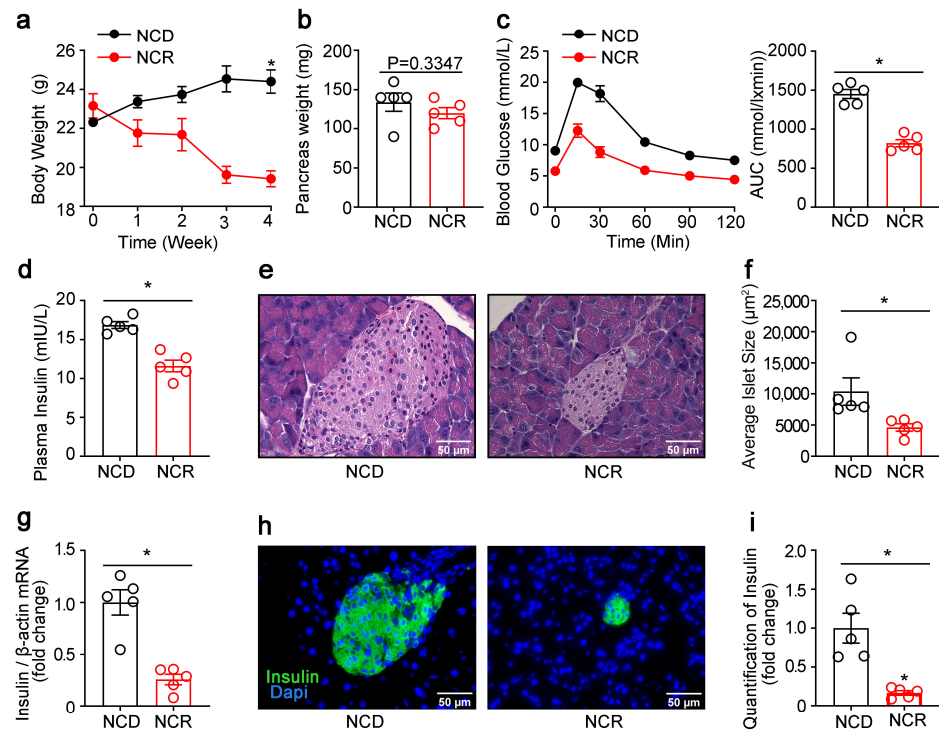 a
NCD
NCR
Body Weight (g)
26
24
22
20
18
0 1 2 3 4
Time (Week)
*
b
Pancreas weight (mg)
200
150
100
50
0
P=0.3347
NCD NCR
c
NCD
NCR
Blood Glucose (mmol/L)
25
20
15
10
5
0
0 30 60 90 120
Time (Min)
AUC (mmol/lxmin))
2000
1500
1000
500
0
*
NCD NCR
d
Plasma Insulin (mIU/L)
20
15
10
5
0
*
NCD NCR
e
50 µm
50 µm
NCD
NCR
f
Average Islet Size (µm²)
25,000
20,000
15,000
10,000
5000
0
*
NCD NCR
g
Insulin / β-actin mRNA
(fold change)
1.5
1.0
0.5
0
*
NCD NCR
h
Insulin
Dapi
50 µm
50 µm
NCD
NCR
i
Quantification of Insulin
(fold change)
2.0
1.5
1.0
0.5
0
*
*
NCD NCR